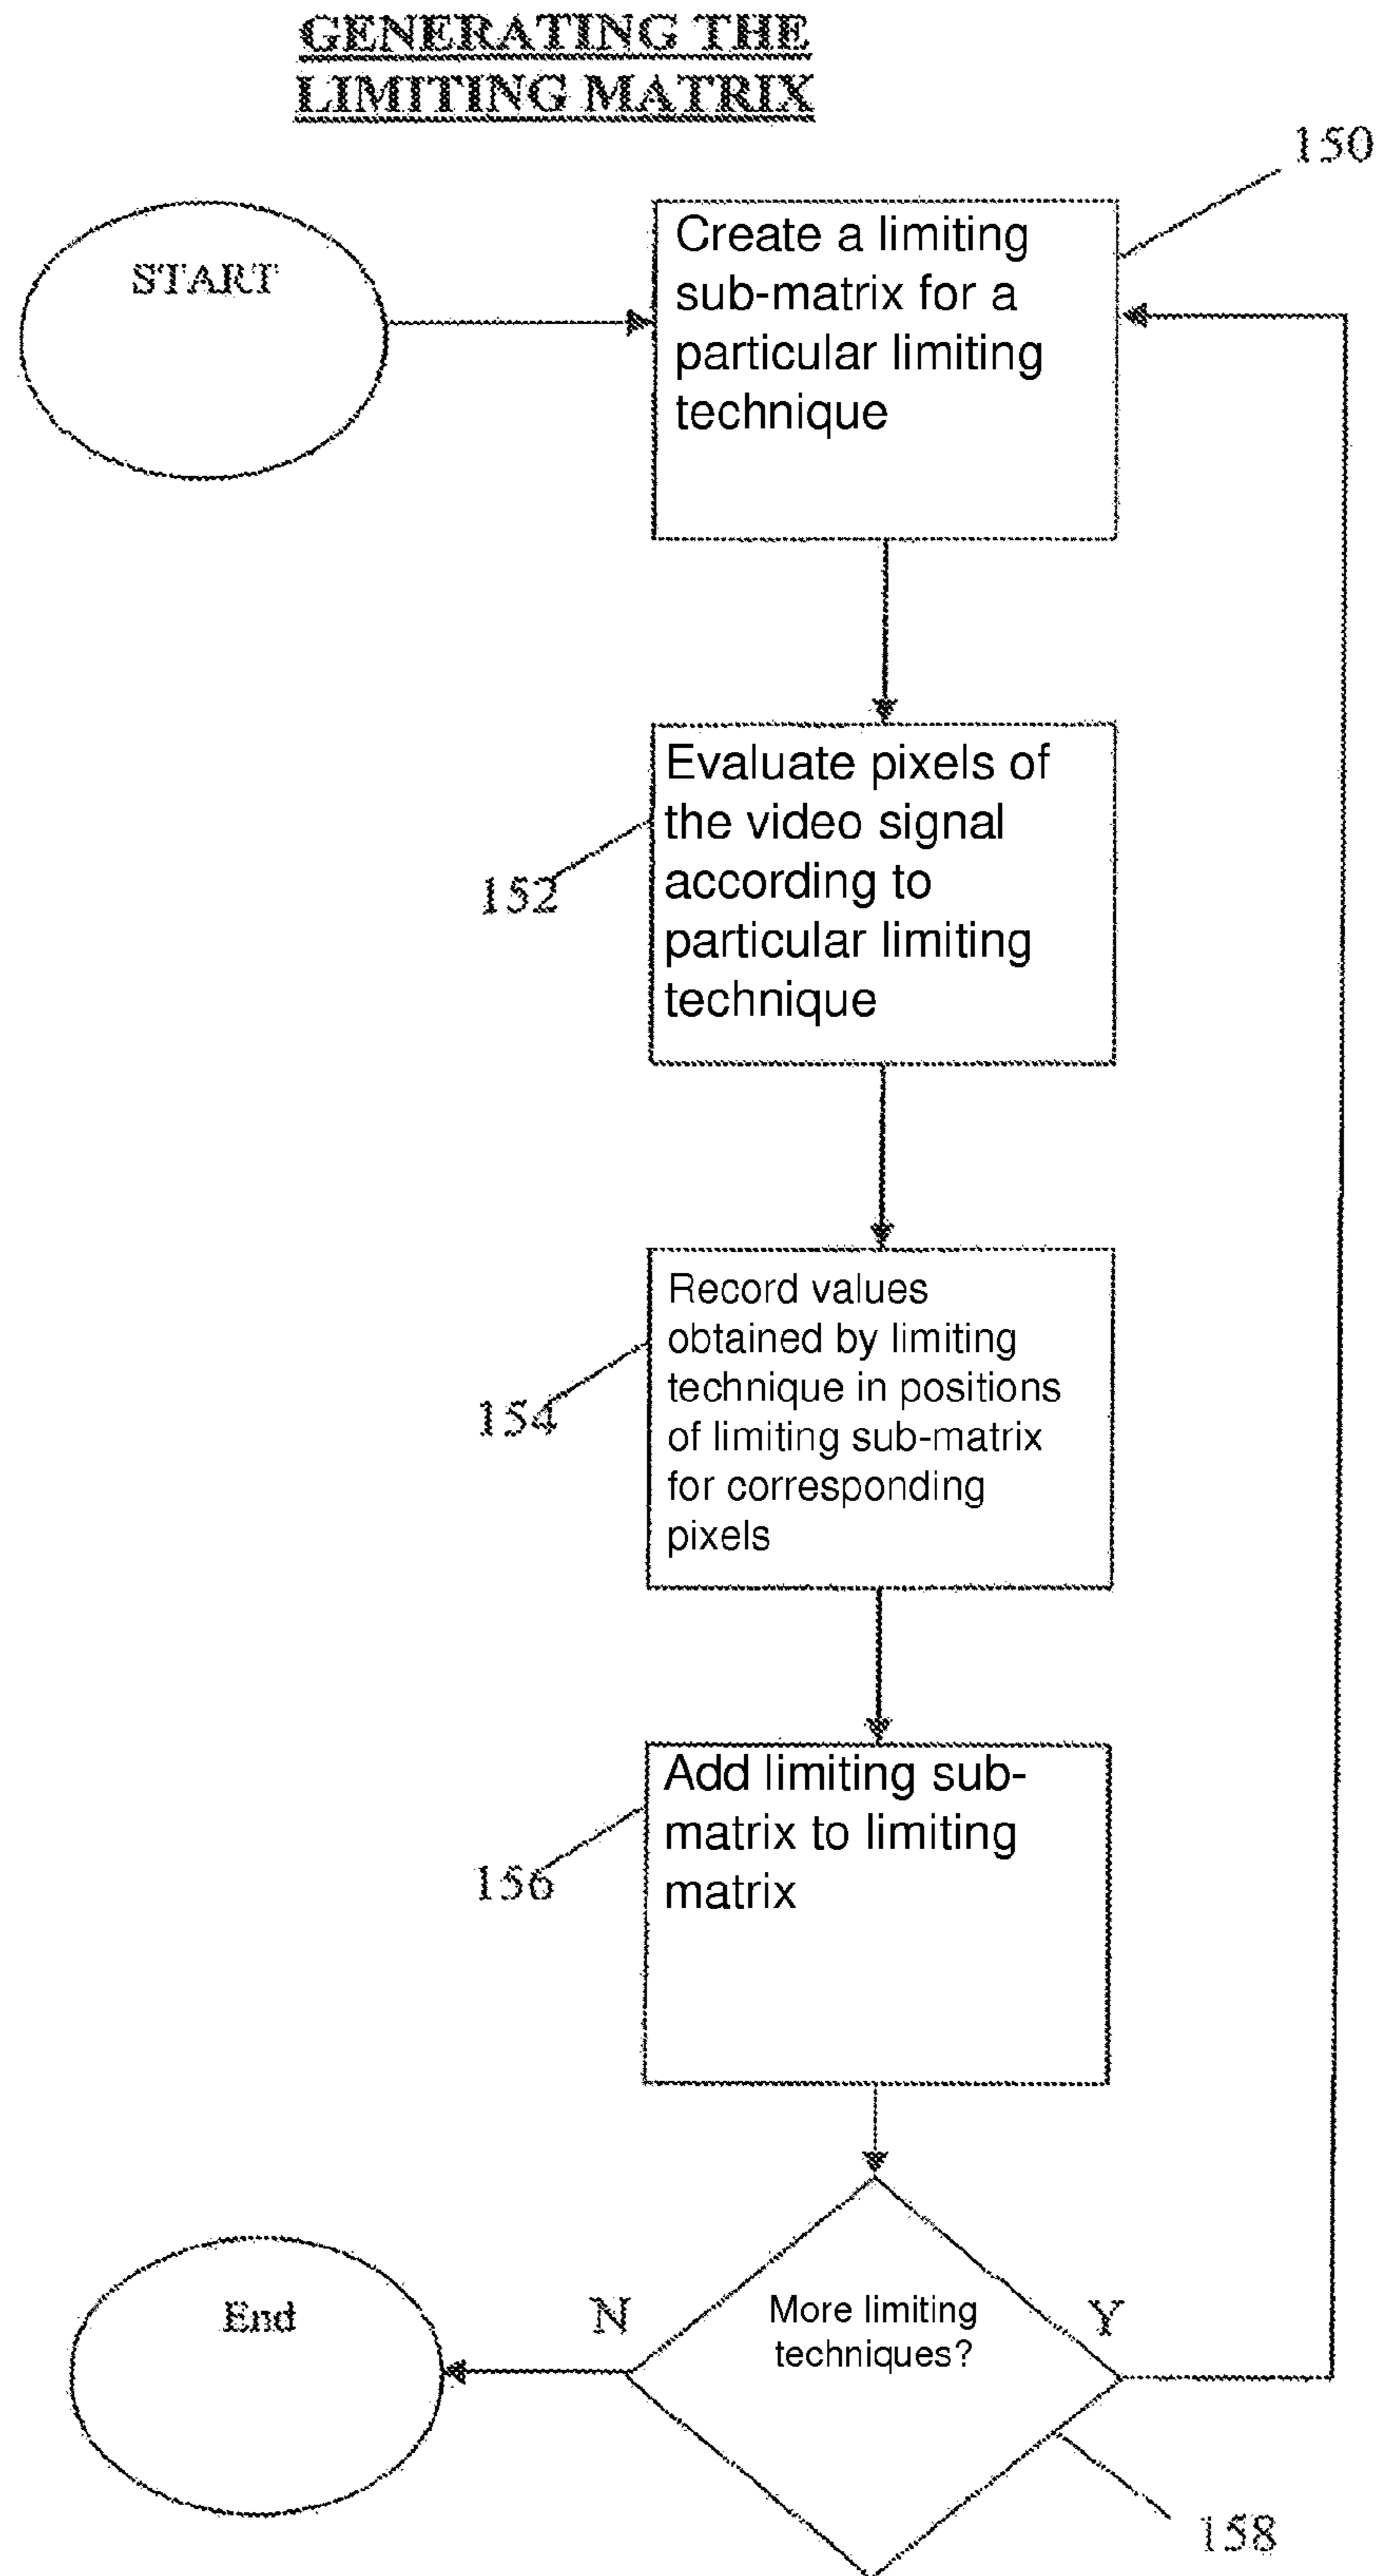 GENERATING THE
LIMITING MATRIX
150
START
Create a limiting
sub-matrix for a
particular limiting
technique
Evaluate pixels of
the video signal
according to
particular limiting
technique
152
Record values
obtained by limiting
technique in positions
of limiting sub-matrix
for corresponding
pixels
154
Add limiting sub-
matrix to limiting
matrix
156
End
N
More limiting
techniques?
Y
158